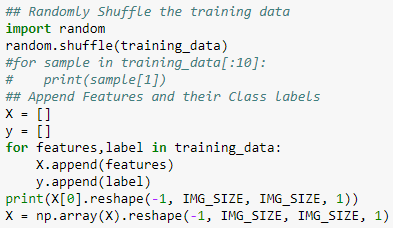 ## Randomly Shuffle the training data
import random
random.shuffle(training_data)
#for sample in training_data[:10]:
#    print(sample[1])
## Append Features and their Class labels
X = []
y = []
for features,label in training_data:
    X.append(features)
    y.append(label)
print(X[0].reshape(-1, IMG_SIZE, IMG_SIZE, 1))
X = np.array(X).reshape(-1, IMG_SIZE, IMG_SIZE, 1)